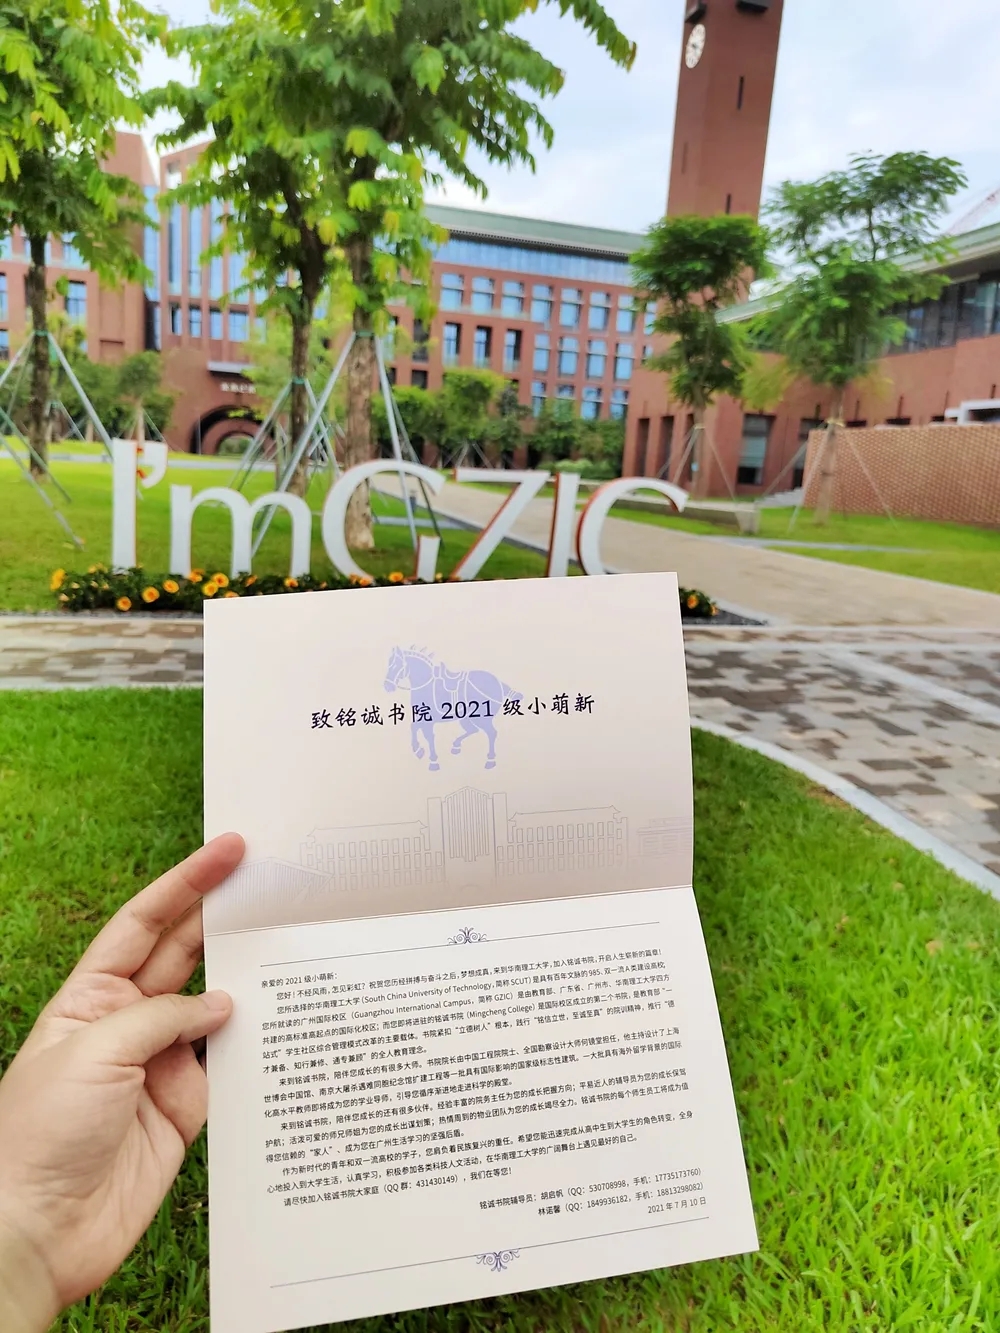 I'm GZIC
致铭诚书院 2021 级小萌新
亲爱的 2021 级小萌新：
您好！不经风雨，怎见彩虹？祝贺您历经拼搏与奋斗之后，梦想成真，来到华南理工大学，加入铭诚书院，开启人生崭新的篇章！
您所选择的华南理工大学（South China University of Technology，简称 SCUT）是具有百年文脉的 985、双一流 A 类建设高校；
您所就读的广州国际校区（Guangzhou International Campus，简称 GZIC）是由教育部、广东省、广州市、华南理工大学四方
共建的高标准高起点的国际化校区；而您即将进驻的铭诚书院（Mingcheng College）是国际校区成立的第二个书院，是教育部“一
站式”学生社区综合管理模式改革的主要载体。书院紧扣“立德树人”根本，践行“铭信立世，至诚至真”的院训精神，推行“德
才兼备、知行兼修、通专兼顾”的全人教育理念。
来到铭诚书院，陪伴您成长的有很多大师。书院院长由中国工程院院士、全国勘察设计大师何镜堂担任，他主持设计了上海
世博会中国馆、南京大屠杀遇难同胞纪念馆扩建工程等一批具有国际影响的国家级标志性建筑。一大批具有海外留学背景的国际
化高水平教师即将成为您的学业导师，引导您循序渐进地走进科学的殿堂。
来到铭诚书院，陪伴您成长的还有很多伙伴。经验丰富的院务主任为您的成长把握方向；平易近人的辅导员为您的成长保驾
护航；活泼可爱的师兄师姐为您的成长出谋划策；热情周到的物业团队为您的成长竭尽全力。铭诚书院的每个师生员工将成为值
得您信赖的“家人”、成为您在广州生活学习的坚强后盾。
作为新时代的青年和双一流高校的学子，您肩负着民族复兴的重任。希望您能迅速完成从高中生到大学生的角色转变，全身
心地投入到大学生活，认真学习，积极参加各类科技人文活动，在华南理工大学的广阔舞台上遇见最好的自己。
请尽快加入铭诚书院大家庭（QQ 群：431430149），我们在等您！
铭诚书院辅导员：胡启帆（QQ：530708998，手机：17735173760）
林诺馨（QQ：1849936182，手机：18813298082）
2021 年 7 月 10 日